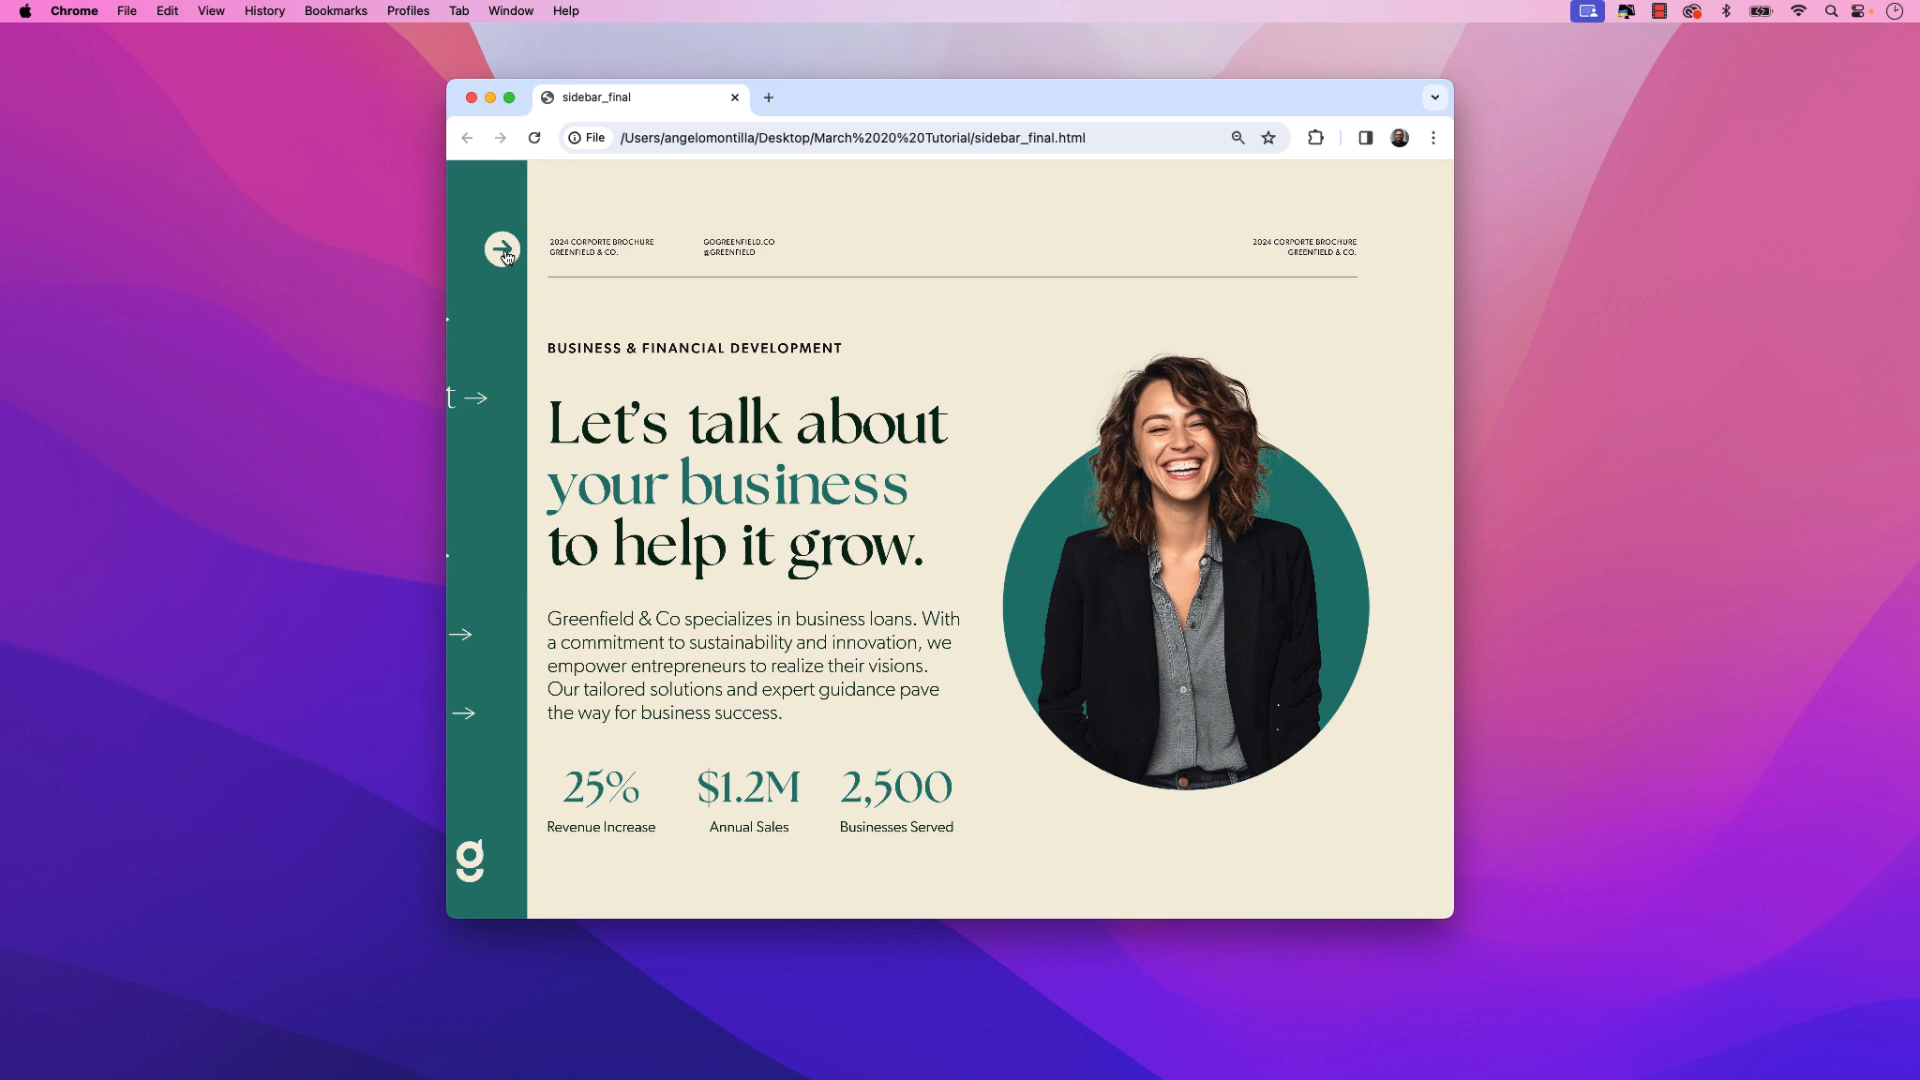 Chrome File Edit View History Bookmarks Profiles Tab Window Help
sidebar_final
File /Users/angelomontilla/Desktop/March%2020%20Tutorial/sidebar_final.html
2024 CORPORTE BROCHURE
GREENFIELD & CO.
GOGREENFIELD.CO
@GREENFIELD
2024 CORPORTE BROCHURE
GREENFIELD & CO.
BUSINESS & FINANCIAL DEVELOPMENT
Let's talk about
your business
to help it grow.
Greenfield & Co specializes in business loans. With
a commitment to sustainability and innovation, we
empower entrepreneurs to realize their visions.
Our tailored solutions and expert guidance pave
the way for business success.
25% $1.2M 2,500
Revenue Increase Annual Sales Businesses Served
t
g